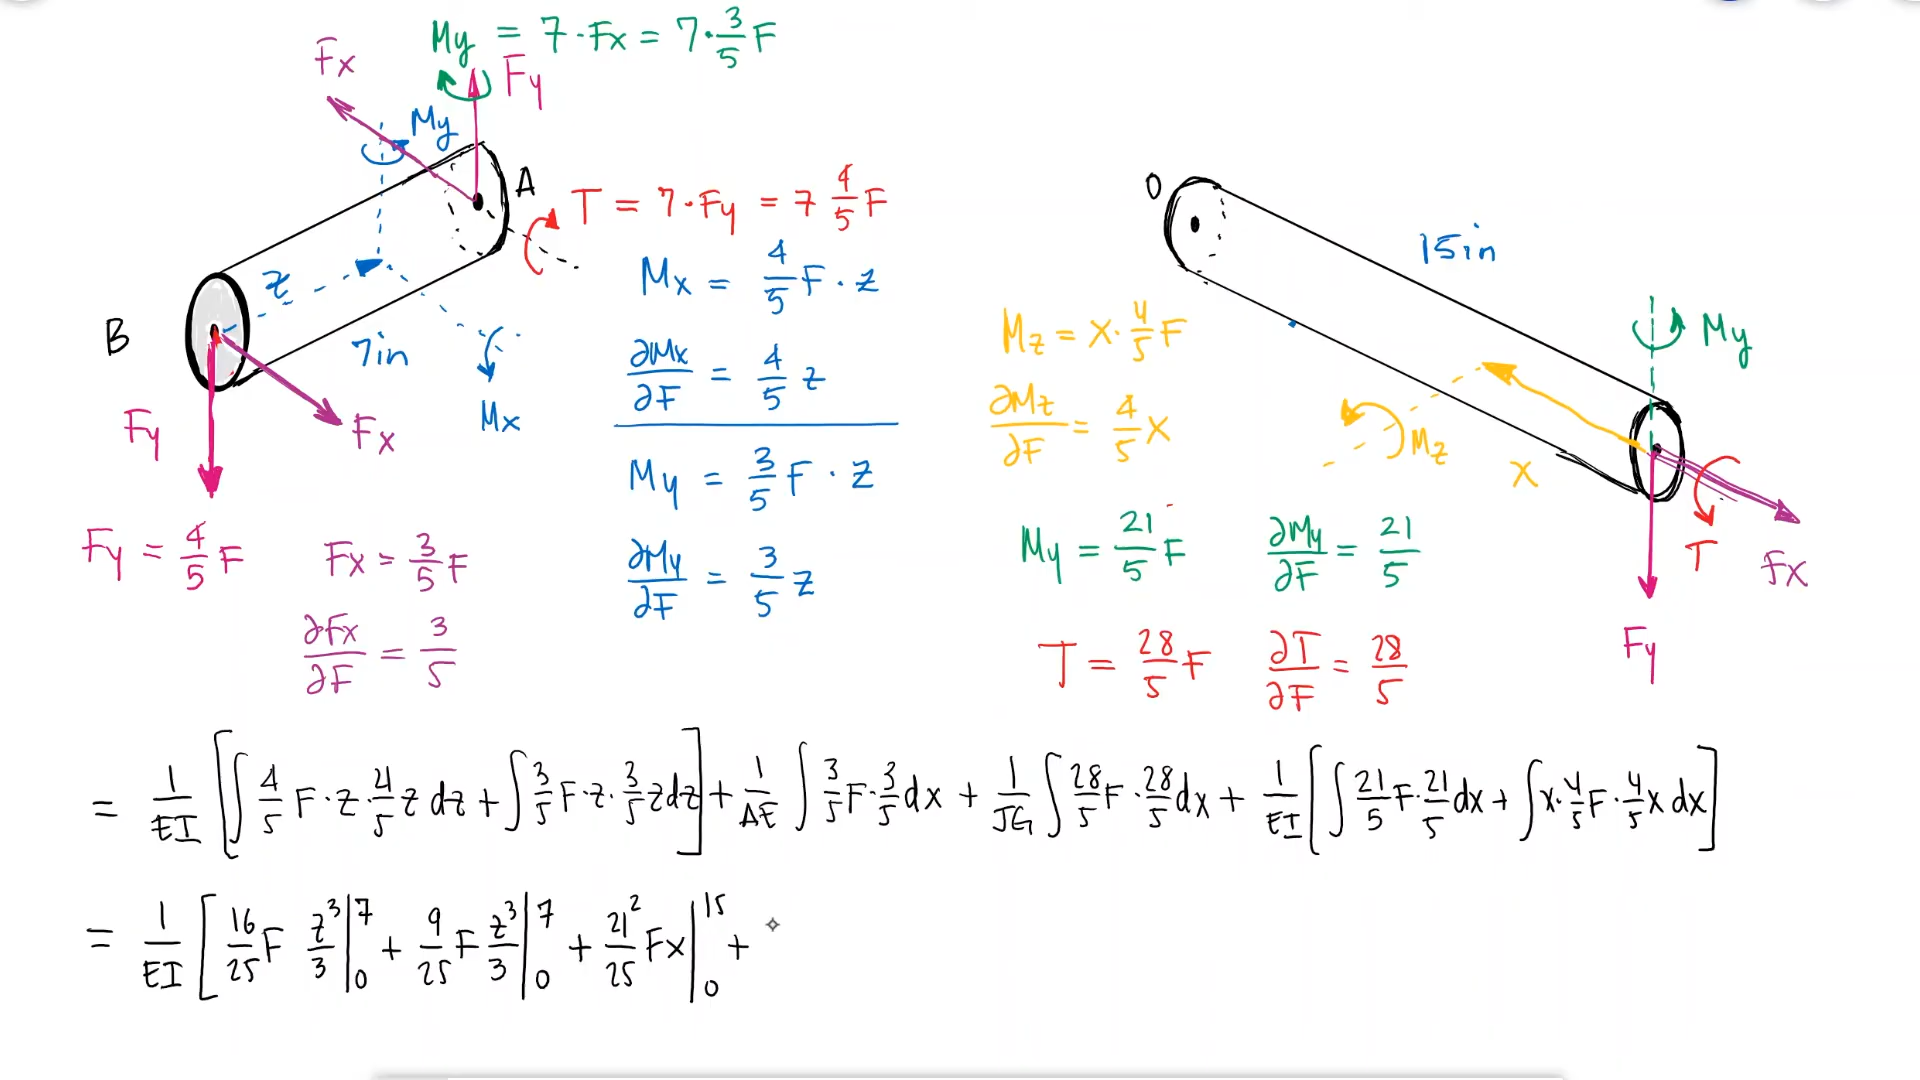 My = 7·Fx = 7·3/5 F
Fx
Fy
My
A
T = 7·Fy = 7 4/5 F
Mx = 4/5 F·z
z
7in
B
Mx
∂Mx/∂F = 4/5 z
Fy
Fx
My = 3/5 F·z
Fy = 4/5 F
Fx = 3/5 F
∂My/∂F = 3/5 z
∂Fx/∂F = 3/5
O
15in
Mz = x·4/5 F
My
∂Mz/∂F = 4/5 x
Mz
x
My = 21/5 F
∂My/∂F = 21/5
T
Fx
T = 28/5 F
∂T/∂F = 28/5
Fy
= 1/EI [∫ 4/5 F·z·4/5 z dz + ∫ 3/5 F·z·3/5 z dz] + 1/AE ∫ 3/5 F·3/5 dx + 1/JG ∫ 28/5 F·28/5 dx + 1/EI [∫ 21/5 F·21/5 dx + ∫ x·4/5 F·4/5 x dx]
= 1/EI [16/25 F z³/3 |₀⁷ + 9/25 F z³/3 |₀⁷ + 21²/25 Fx |₀¹⁵ +